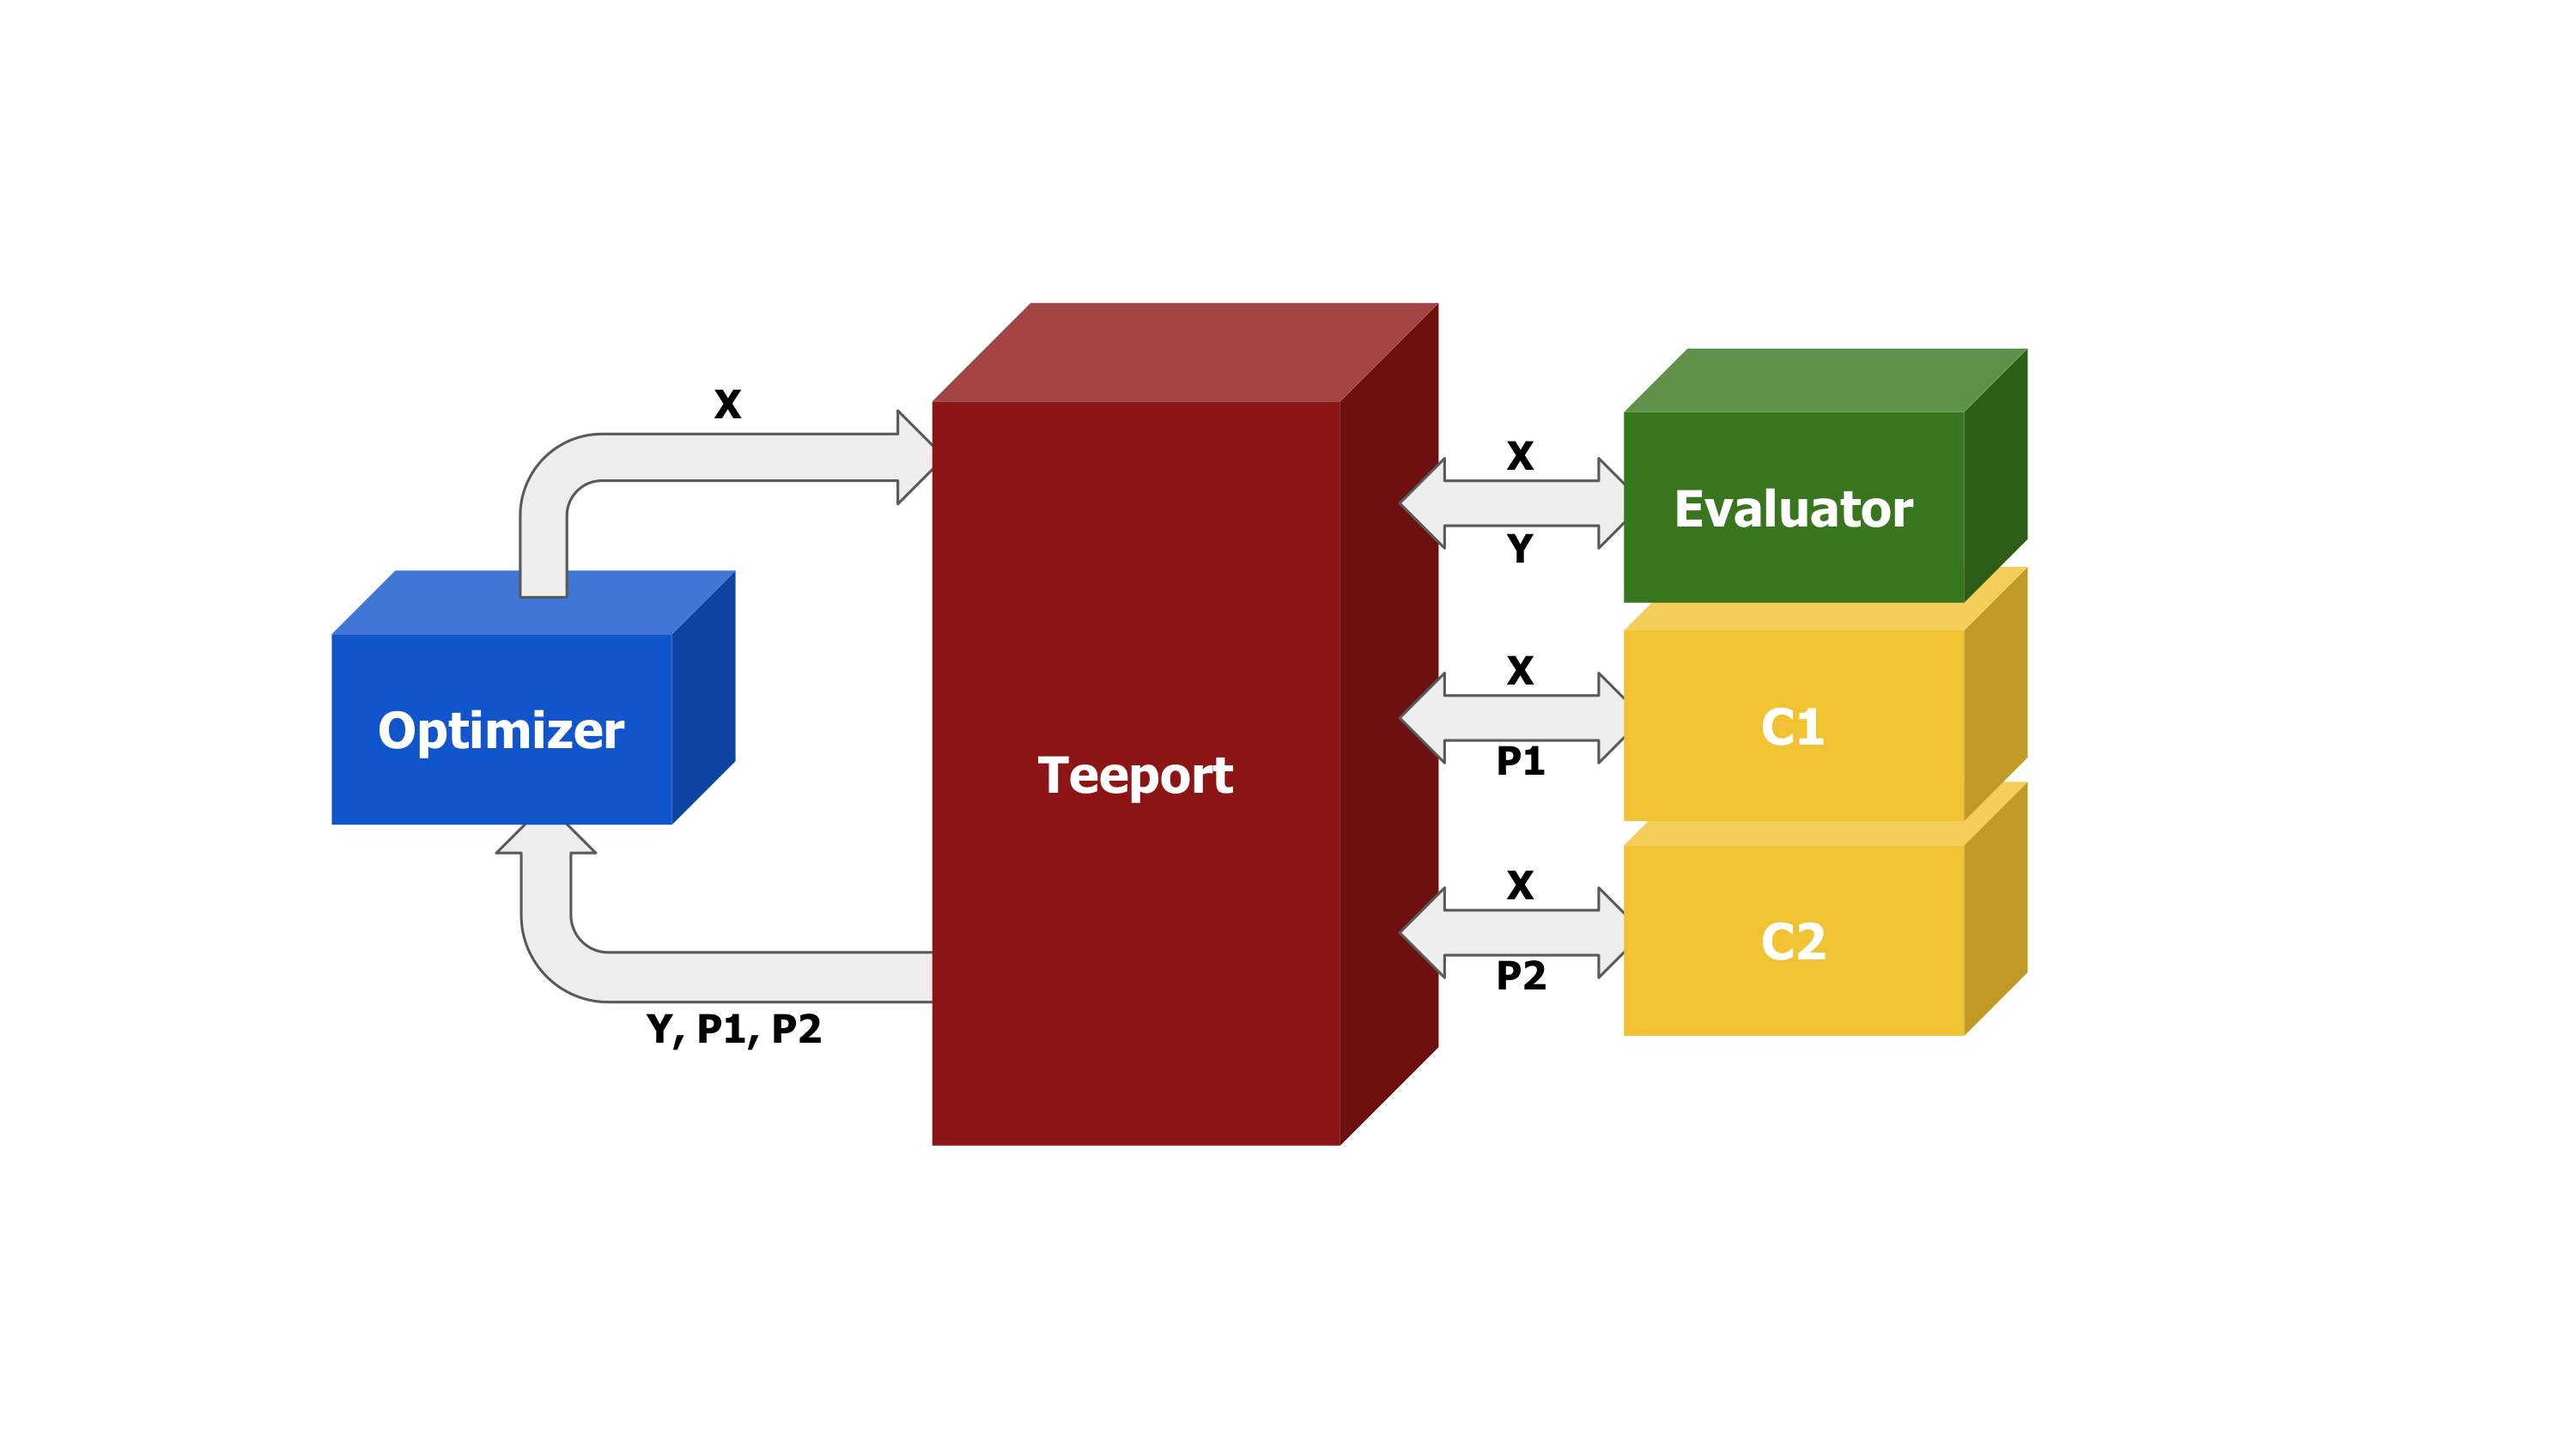 X
Optimizer
Y, P1, P2
Teeport
X
Y
Evaluator
X
P1
C1
X
P2
C2